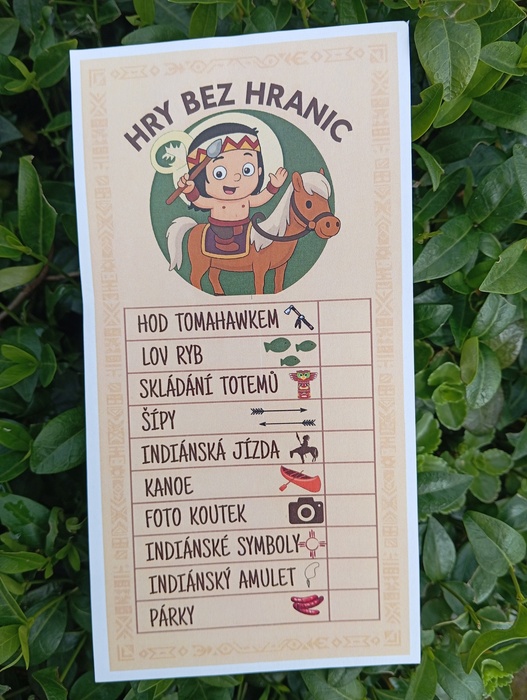 HRY BEZ HRANIC
HOD TOMAHAWKEM
LOV RYB
SKLÁDÁNÍ TOTEMŮ
ŠÍPY
INDIÁNSKÁ JÍZDA
KANOE
FOTO KOUTEK
INDIÁNSKÉ SYMBOLY
INDIÁNSKÝ AMULET
PÁRKY